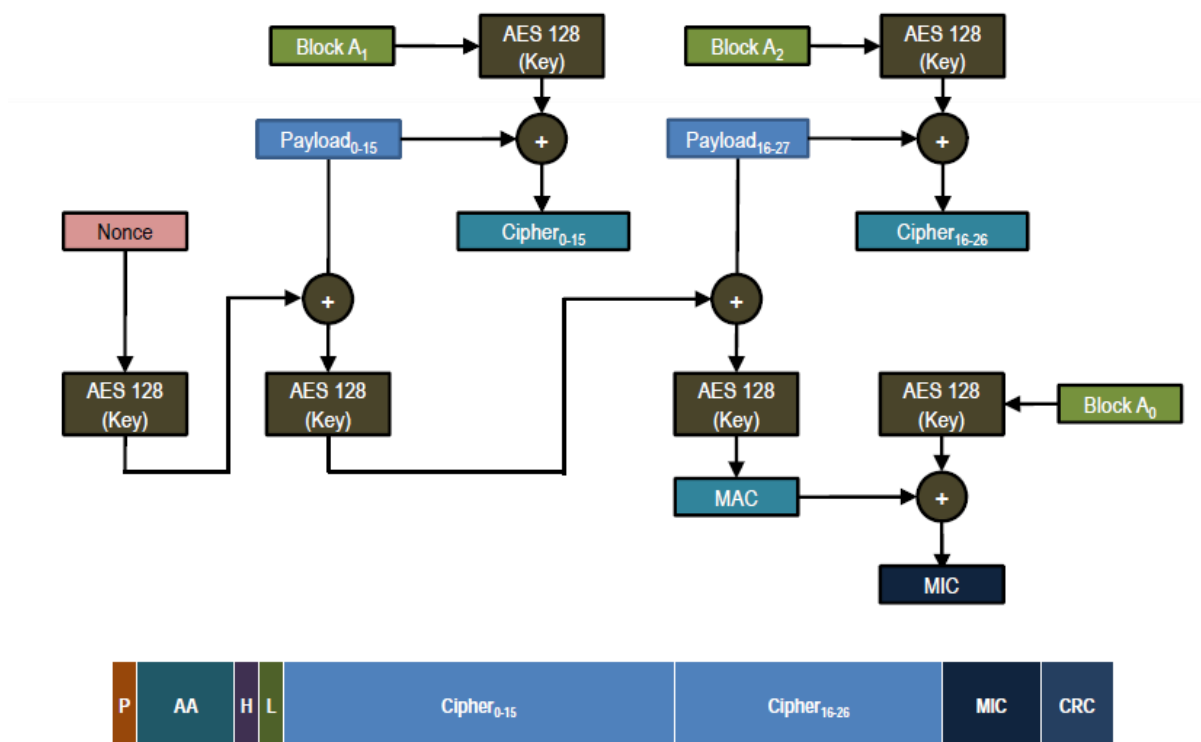 Block A₁
AES 128
(Key)
Block A₂
AES 128
(Key)
Payload₀₋₁₅
+
Payload₁₆₋₂₇
+
Nonce
Cipher₀₋₁₅
Cipher₁₆₋₂₆
+
+
AES 128
(Key)
AES 128
(Key)
AES 128
(Key)
AES 128
(Key)
Block A₀
MAC
+
MIC
P
AA
H
L
Cipher₀₋₁₅
Cipher₁₆₋₂₆
MIC
CRC